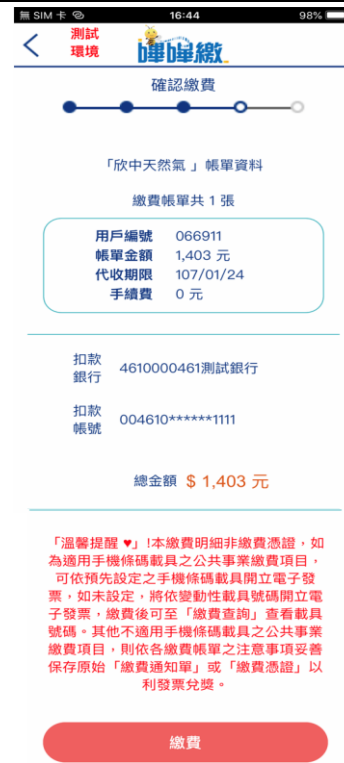 無 SIM 卡 16:44 98%
測試
環境
嗶嗶繳
確認繳費
「欣中天然氣 」帳單資料
繳費帳單共 1 張
用戶編號 066911
帳單金額 1,403 元
代收期限 107/01/24
手續費 0 元
扣款
銀行 4610000461測試銀行
扣款
帳號 004610******1111
總金額 $ 1,403 元
「溫馨提醒 ♥」!本繳費明細非繳費憑證，如
為適用手機條碼載具之公共事業繳費項目，
可依預先設定之手機條碼載具開立電子發
票，如未設定，將依變動性載具號碼開立電
子發票，繳費後可至「繳費查詢」查看載具
號碼。其他不適用手機條碼載具之公共事業
繳費項目，則依各繳費帳單之注意事項妥善
保存原始「繳費通知單」或「繳費憑證」以
利發票兌獎。
繳費